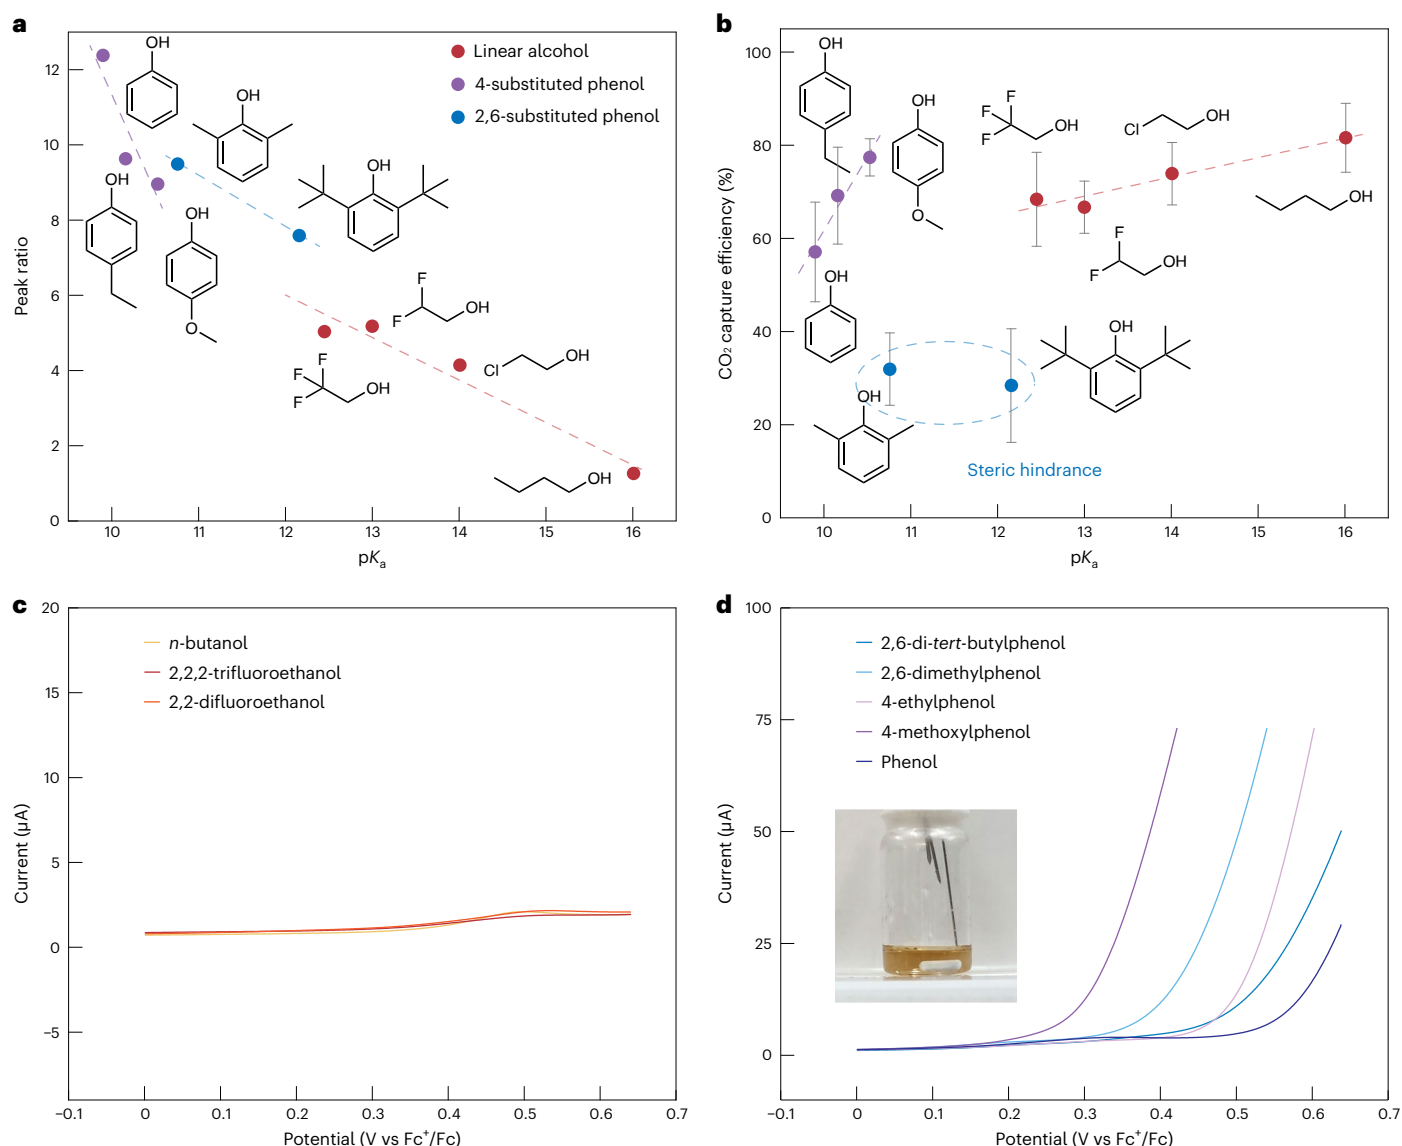 a
Peak ratio
12
10
8
6
4
2
0
10
11
12
13
14
15
16
pKₐ
Linear alcohol
4-substituted phenol
2,6-substituted phenol
OH
OH
OH
OH
OH
O
F
F
OH
F
F
F
OH
Cl
OH
OH
b
CO₂ capture efficiency (%)
100
80
60
40
20
0
10
11
12
13
14
15
16
pKₐ
OH
OH
O
F
F
F
OH
Cl
OH
OH
F
F
OH
OH
OH
OH
Steric hindrance
c
Current (μA)
20
15
10
5
0
−5
−0.1
0
0.1
0.2
0.3
0.4
0.5
0.6
0.7
Potential (V vs Fc⁺/Fc)
n-butanol
2,2,2-trifluoroethanol
2,2-difluoroethanol
d
Current (μA)
100
75
50
25
0
−0.1
0
0.1
0.2
0.3
0.4
0.5
0.6
0.7
Potential (V vs Fc⁺/Fc)
2,6-di-tert-butylphenol
2,6-dimethylphenol
4-ethylphenol
4-methoxylphenol
Phenol